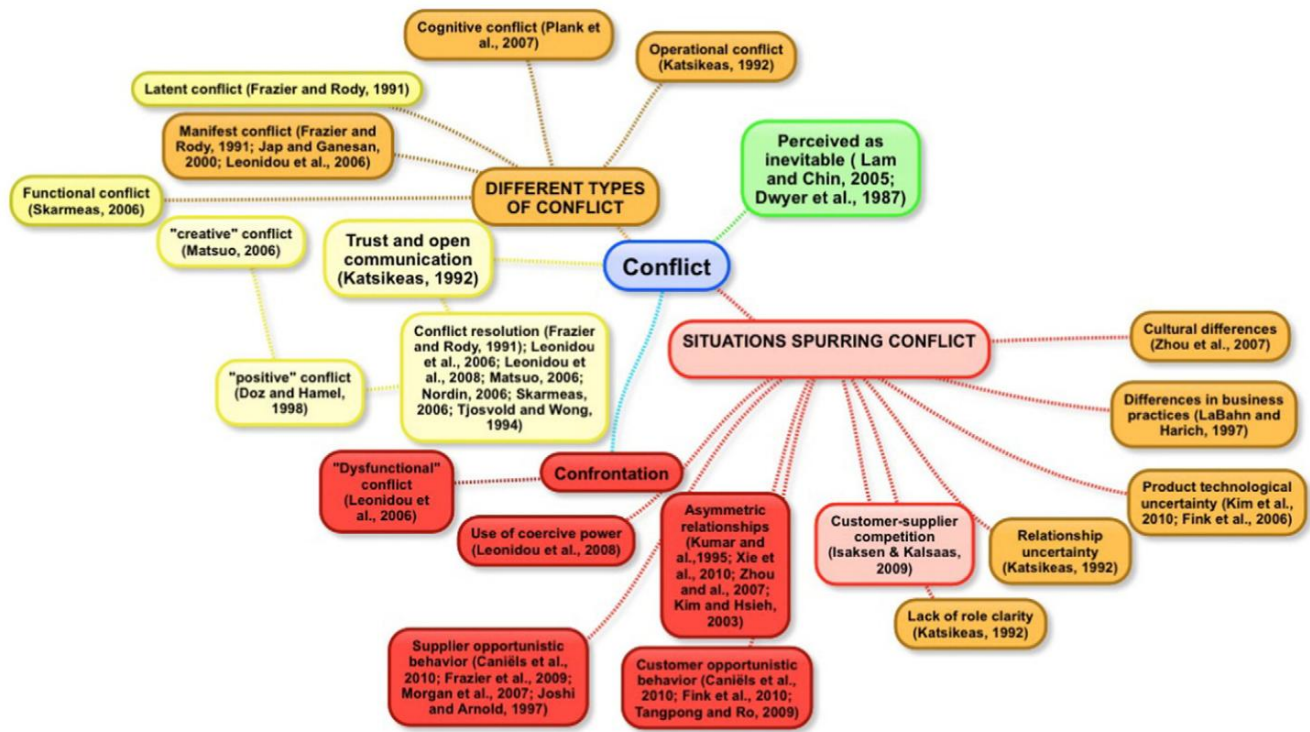 Cognitive conflict (Plank et
al., 2007)
Operational conflict
(Katsikeas, 1992)
Latent conflict (Frazier and Rody, 1991)
Manifest conflict (Frazier and
Rody, 1991; Jap and Ganesan,
2000; Leonidou et al., 2006)
Functional conflict
(Skarmeas, 2006)
DIFFERENT TYPES
OF CONFLICT
Perceived as
inevitable ( Lam
and Chin, 2005;
Dwyer et al., 1987)
"creative" conflict
(Matsuo, 2006)
Trust and open
communication
(Katsikeas, 1992)
Conflict
Conflict resolution (Frazier
and Rody, 1991); Leonidou
et al., 2006; Leonidou et
al., 2008; Matsuo, 2006;
Nordin, 2006; Skarmeas,
2006; Tjosvold and Wong,
1994)
"positive" conflict
(Doz and Hamel,
1998)
SITUATIONS SPURRING CONFLICT
Cultural differences
(Zhou et al., 2007)
Differences in business
practices (LaBahn and
Harich, 1997)
Product technological
uncertainty (Kim et al.,
2010; Fink et al., 2006)
Confrontation
"Dysfunctional"
conflict
(Leonidou et
al., 2006)
Use of coercive power
(Leonidou et al., 2008)
Asymmetric
relationships
(Kumar and
al.,1995; Xie et
al., 2010; Zhou
and al., 2007;
Kim and Hsieh,
2003)
Customer-supplier
competition
(Isaksen & Kalsaas,
2009)
Relationship
uncertainty
(Katsikeas, 1992)
Lack of role clarity
(Katsikeas, 1992)
Supplier opportunistic
behavior (Caniëls et al.,
2010; Frazier et al., 2009;
Morgan et al., 2007; Joshi
and Arnold, 1997)
Customer opportunistic
behavior (Caniëls et al.,
2010; Fink et al., 2010;
Tangpong and Ro, 2009)